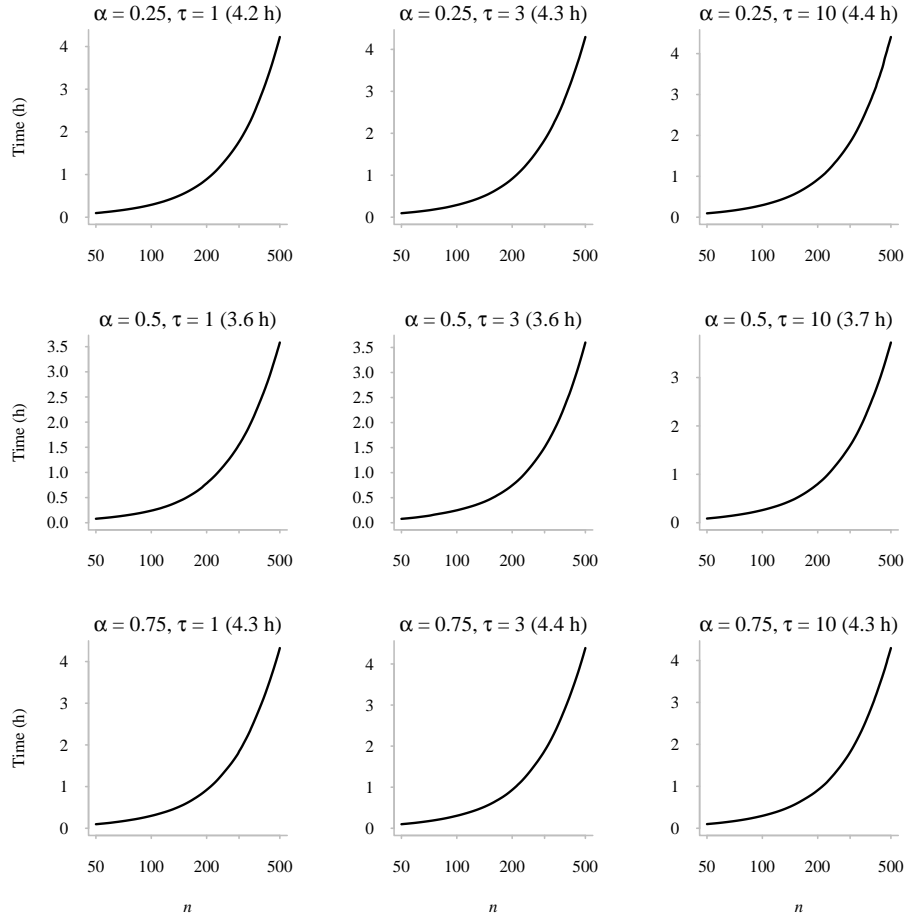 α = 0.25, τ = 1 (4.2 h)
Time (h)
4
3
2
1
0
50 100 200 500
α = 0.25, τ = 3 (4.3 h)
4
3
2
1
0
50 100 200 500
α = 0.25, τ = 10 (4.4 h)
4
3
2
1
0
50 100 200 500
α = 0.5, τ = 1 (3.6 h)
Time (h)
3.5
3.0
2.5
2.0
1.5
1.0
0.5
0.0
50 100 200 500
α = 0.5, τ = 3 (3.6 h)
3.5
3.0
2.5
2.0
1.5
1.0
0.5
0.0
50 100 200 500
α = 0.5, τ = 10 (3.7 h)
3
2
1
0
50 100 200 500
α = 0.75, τ = 1 (4.3 h)
Time (h)
4
3
2
1
0
50 100 200 500
n
α = 0.75, τ = 3 (4.4 h)
4
3
2
1
0
50 100 200 500
n
α = 0.75, τ = 10 (4.3 h)
4
3
2
1
0
50 100 200 500
n